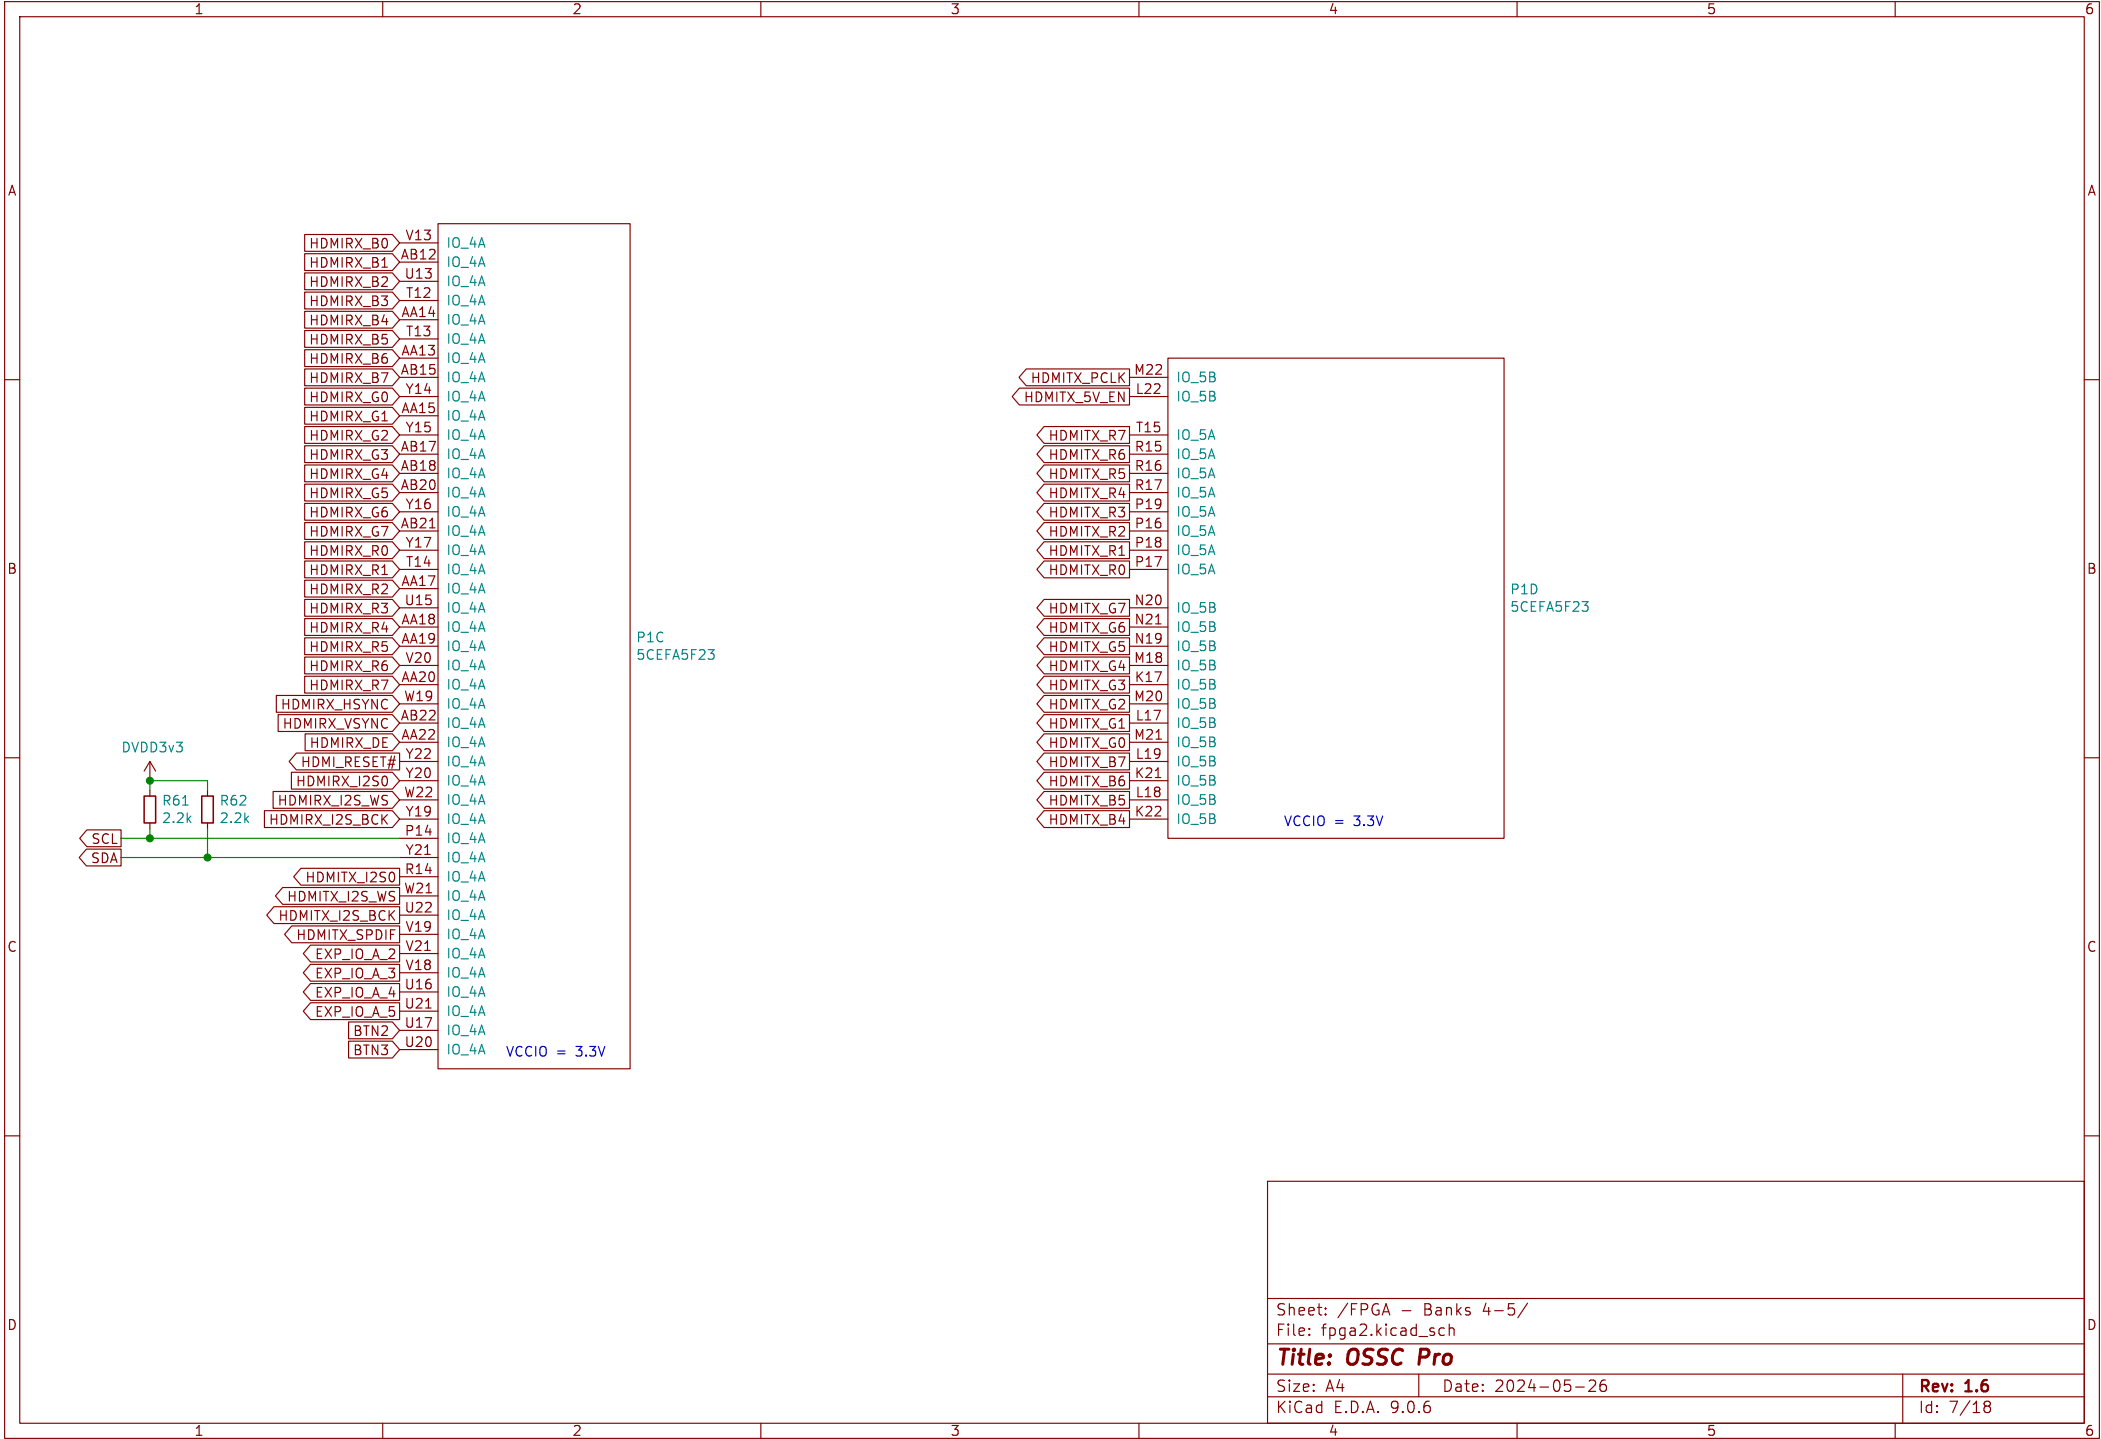 1 2 3 4 5 6
A A
HDMIRX_B0 V13 IO_4A
HDMIRX_B1 AB12 IO_4A
HDMIRX_B2 U13 IO_4A
HDMIRX_B3 T12 IO_4A
HDMIRX_B4 AA14 IO_4A
HDMIRX_B5 T13 IO_4A
HDMIRX_B6 AA13 IO_4A
HDMIRX_B7 AB15 IO_4A
HDMIRX_G0 Y14 IO_4A
HDMIRX_G1 AA15 IO_4A
HDMIRX_G2 Y15 IO_4A
HDMIRX_G3 AB17 IO_4A
HDMIRX_G4 AB18 IO_4A
HDMIRX_G5 AB20 IO_4A
HDMIRX_G6 Y16 IO_4A
HDMIRX_G7 AB21 IO_4A
HDMIRX_R0 Y17 IO_4A
HDMIRX_R1 T14 IO_4A
HDMIRX_R2 AA17 IO_4A
HDMIRX_R3 U15 IO_4A
HDMIRX_R4 AA18 IO_4A
HDMIRX_R5 AA19 IO_4A
HDMIRX_R6 V20 IO_4A
HDMIRX_R7 AA20 IO_4A
HDMIRX_HSYNC W19 IO_4A
HDMIRX_VSYNC AB22 IO_4A
HDMIRX_DE AA22 IO_4A
HDMI_RESET# Y22 IO_4A
HDMIRX_I2S0 Y20 IO_4A
HDMIRX_I2S_WS W22 IO_4A
HDMIRX_I2S_BCK Y19 IO_4A
SCL P14 IO_4A
SDA Y21 IO_4A
HDMITX_I2S0 R14 IO_4A
HDMITX_I2S_WS W21 IO_4A
HDMITX_I2S_BCK U22 IO_4A
HDMITX_SPDIF V19 IO_4A
EXP_IO_A_2 V21 IO_4A
EXP_IO_A_3 V18 IO_4A
EXP_IO_A_4 U16 IO_4A
EXP_IO_A_5 U21 IO_4A
BTN2 U17 IO_4A
BTN3 U20 IO_4A
VCCIO = 3.3V
P1C
5CEFA5F23
DVDD3v3
R61
2.2k
R62
2.2k
HDMITX_PCLK M22 IO_5B
HDMITX_5V_EN L22 IO_5B
HDMITX_R7 T15 IO_5A
HDMITX_R6 R15 IO_5A
HDMITX_R5 R16 IO_5A
HDMITX_R4 R17 IO_5A
HDMITX_R3 P19 IO_5A
HDMITX_R2 P16 IO_5A
HDMITX_R1 P18 IO_5A
HDMITX_R0 P17 IO_5A
HDMITX_G7 N20 IO_5B
HDMITX_G6 N21 IO_5B
HDMITX_G5 N19 IO_5B
HDMITX_G4 M18 IO_5B
HDMITX_G3 K17 IO_5B
HDMITX_G2 M20 IO_5B
HDMITX_G1 L17 IO_5B
HDMITX_G0 M21 IO_5B
HDMITX_B7 L19 IO_5B
HDMITX_B6 K21 IO_5B
HDMITX_B5 L18 IO_5B
HDMITX_B4 K22 IO_5B
VCCIO = 3.3V
P1D
5CEFA5F23
B B
C C
D D
Sheet: /FPGA - Banks 4-5/
File: fpga2.kicad_sch
Title: OSSC Pro
Size: A4 Date: 2024-05-26 Rev: 1.6
KiCad E.D.A. 9.0.6 Id: 7/18
1 2 3 4 5 6